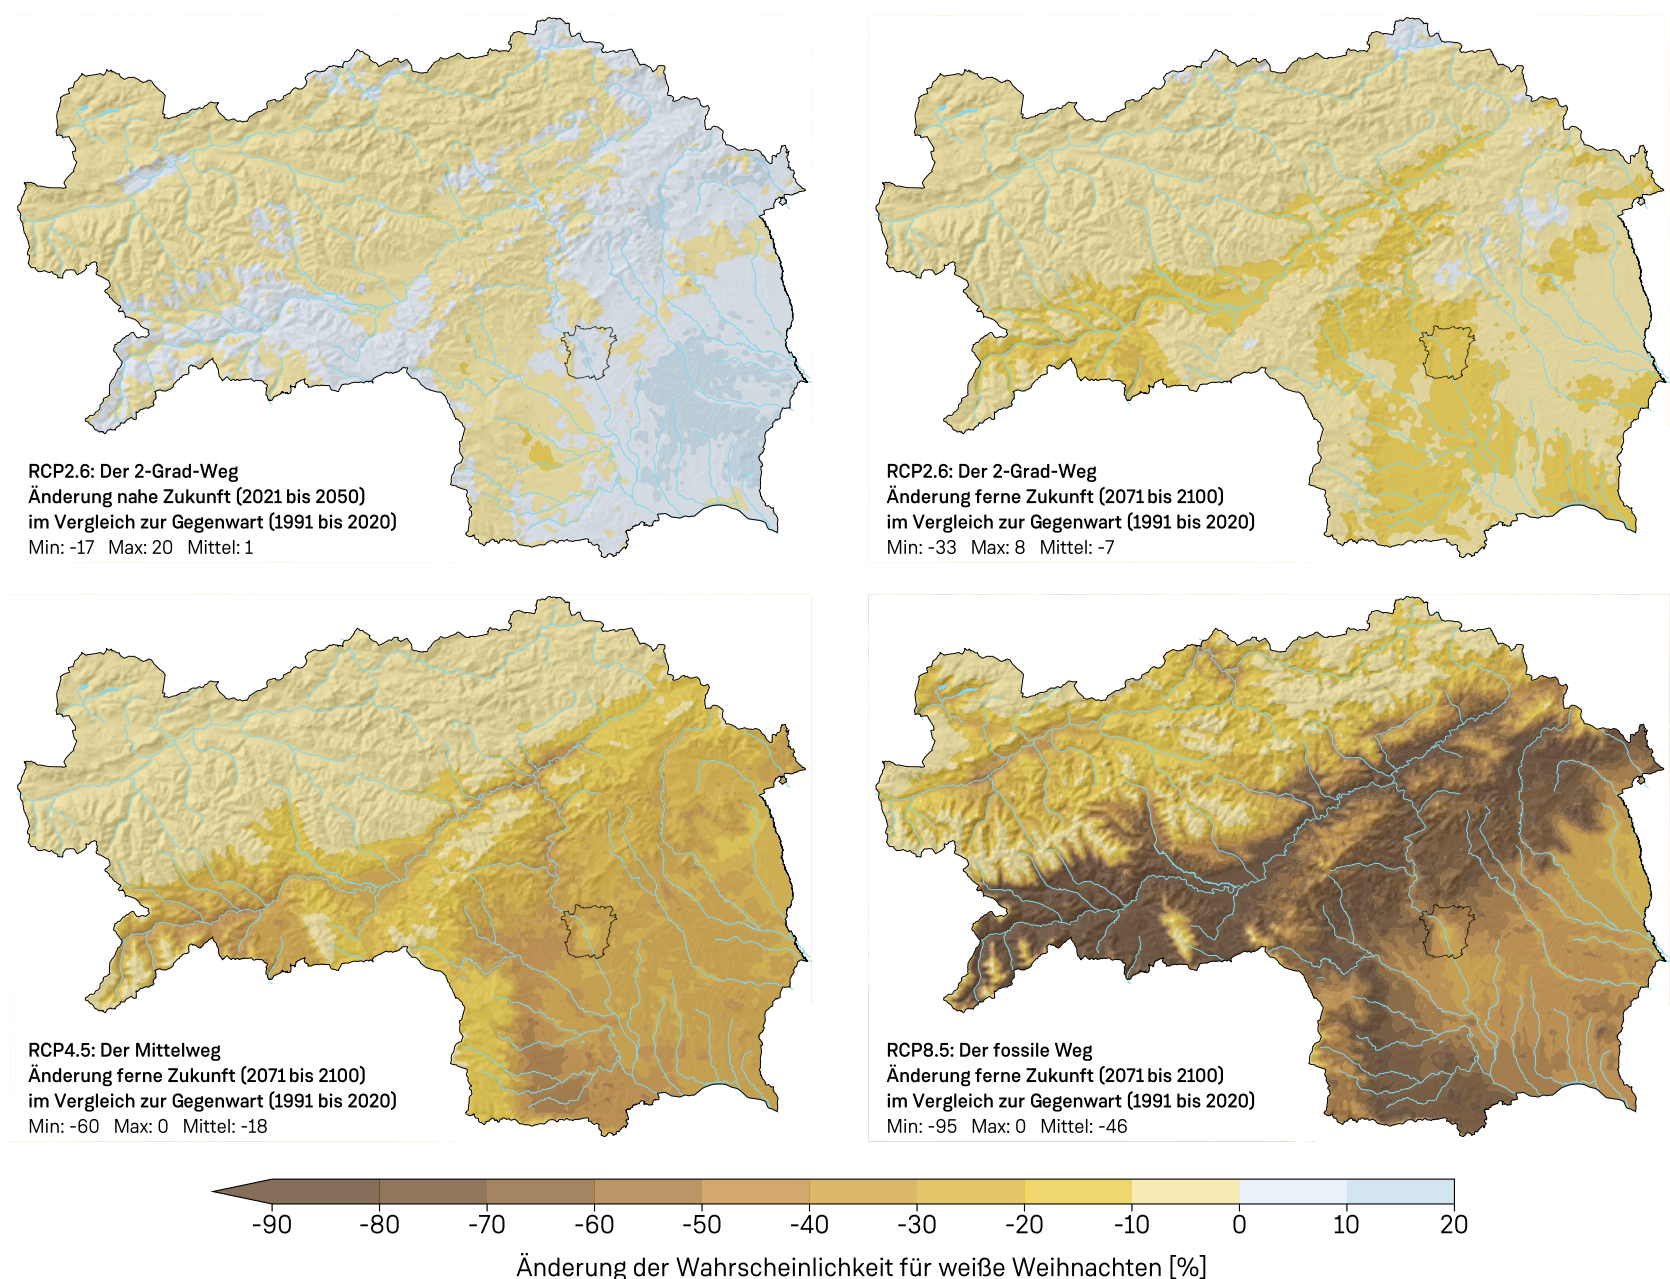 RCP2.6: Der 2-Grad-Weg
Änderung nahe Zukunft (2021 bis 2050)
im Vergleich zur Gegenwart (1991 bis 2020)
Min: -17 Max: 20 Mittel: 1
RCP2.6: Der 2-Grad-Weg
Änderung ferne Zukunft (2071 bis 2100)
im Vergleich zur Gegenwart (1991 bis 2020)
Min: -33 Max: 8 Mittel: -7
RCP4.5: Der Mittelweg
Änderung ferne Zukunft (2071 bis 2100)
im Vergleich zur Gegenwart (1991 bis 2020)
Min: -60 Max: 0 Mittel: -18
RCP8.5: Der fossile Weg
Änderung ferne Zukunft (2071 bis 2100)
im Vergleich zur Gegenwart (1991 bis 2020)
Min: -95 Max: 0 Mittel: -46
-90 -80 -70 -60 -50 -40 -30 -20 -10 0 10 20
Änderung der Wahrscheinlichkeit für weiße Weihnachten [%]